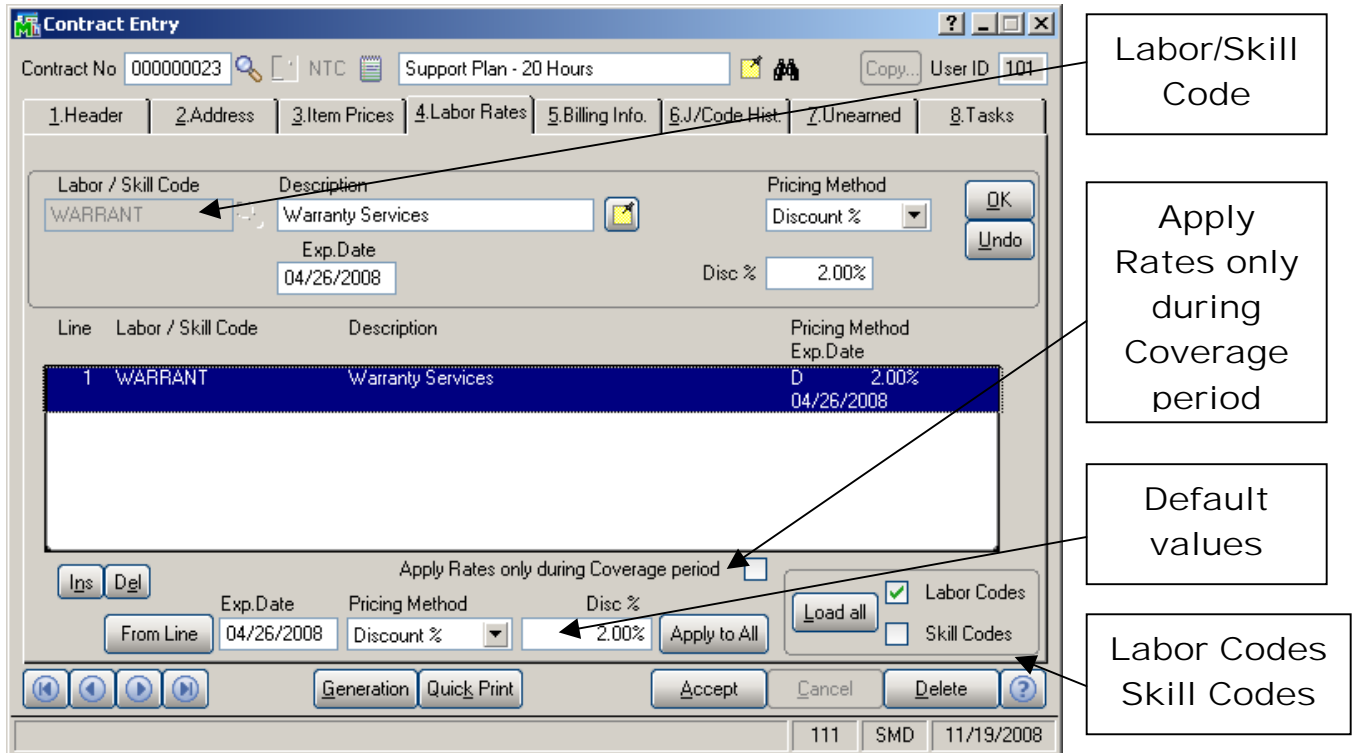 Contract Entry
Contract No 000000023 NTC Support Plan - 20 Hours Copy... User ID 101
1.Header 2.Address 3.Item Prices 4.Labor Rates 5.Billing Info. 6.J/Code Hist. 7.Unearned 8.Tasks
Labor / Skill Code Description Pricing Method
WARRANT Warranty Services Discount % OK
Exp.Date Undo
04/26/2008 Disc % 2.00%
Line Labor / Skill Code Description Pricing Method
Exp.Date
1 WARRANT Warranty Services D 2.00%
04/26/2008
Ins Del Apply Rates only during Coverage period
Exp.Date Pricing Method Disc %
From Line 04/26/2008 Discount % 2.00% Apply to All
Load all Labor Codes
Skill Codes
Generation Quick Print Accept Cancel Delete
111 SMD 11/19/2008
Labor/Skill
Code
Apply
Rates only
during
Coverage
period
Default
values
Labor Codes
Skill Codes